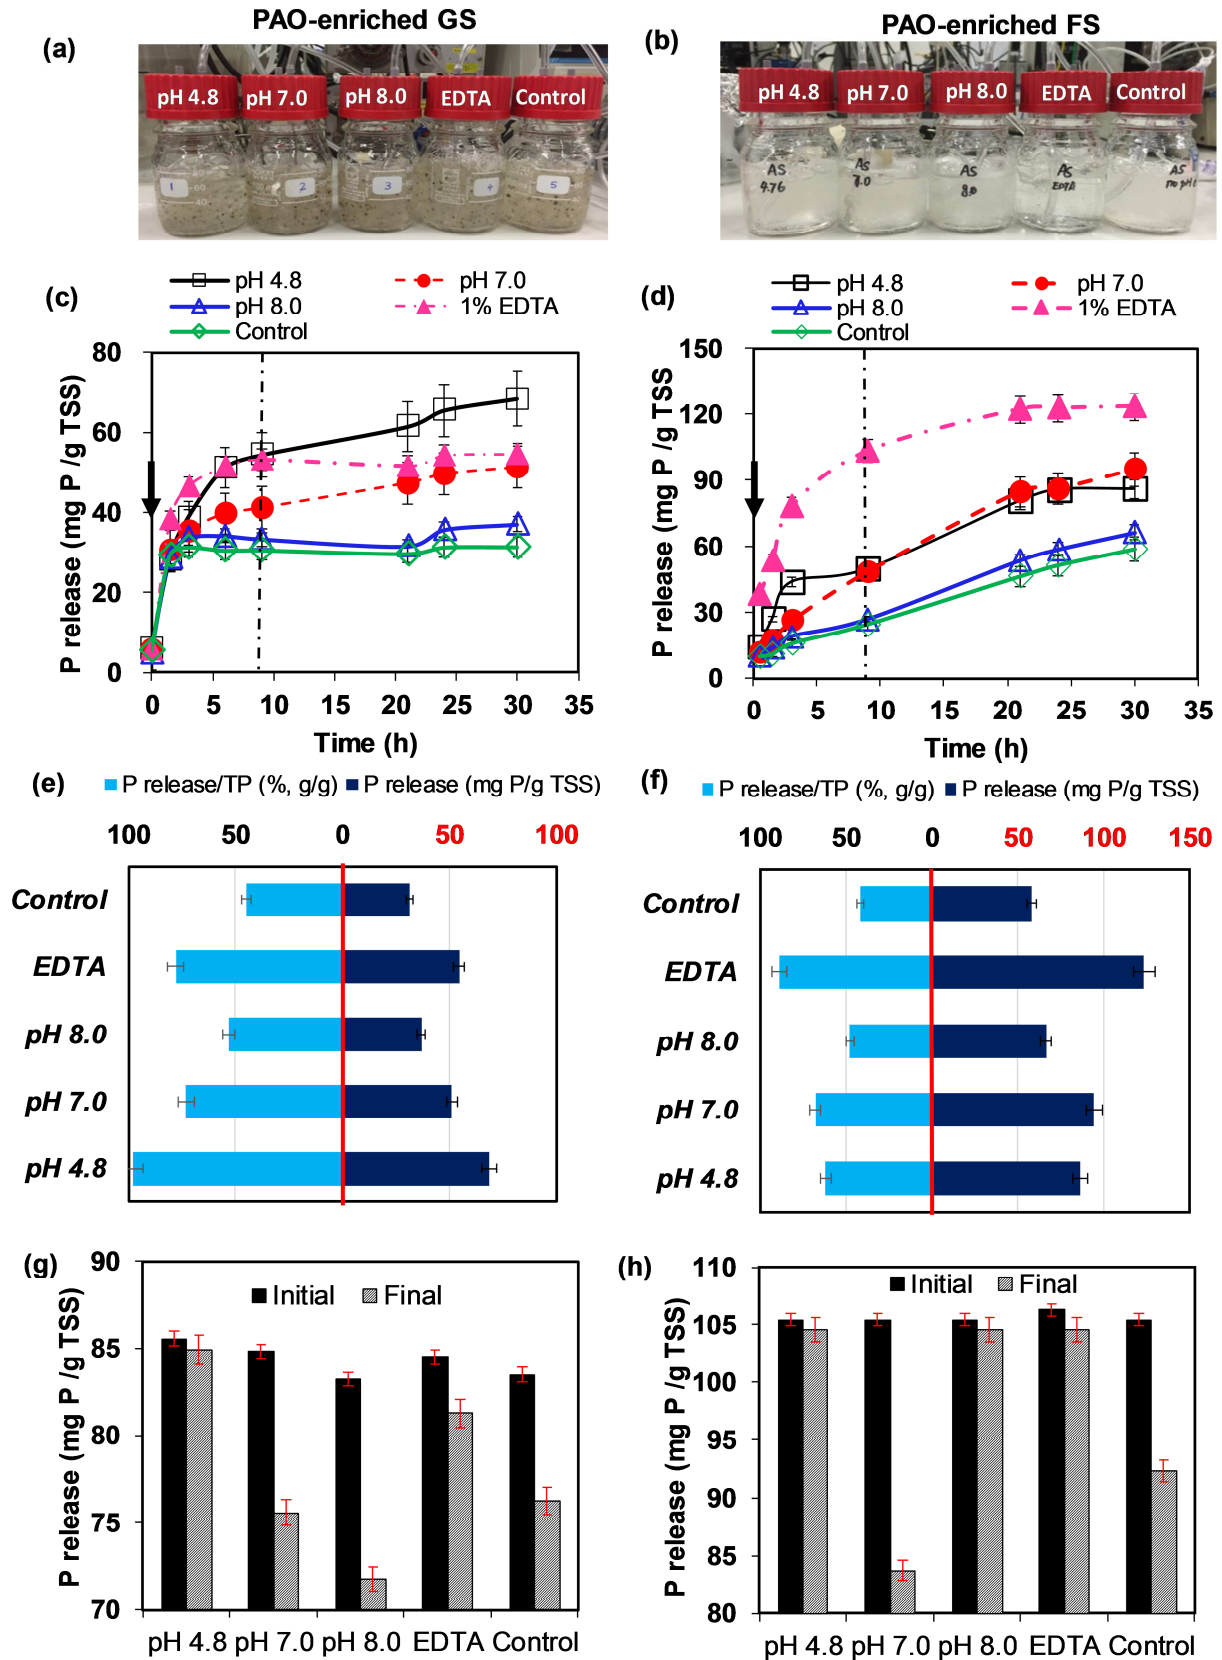 PAO-enriched GS
PAO-enriched FS
(a)
(b)
pH 4.8 pH 7.0 pH 8.0 EDTA Control
pH 4.8 pH 7.0 pH 8.0 EDTA Control
1 2 3 4 5
AS 4.76
AS 7.0
AS 8.0
AS EDTA
AS no pH
(c)
pH 4.8 pH 7.0
pH 8.0 1% EDTA
Control
P release (mg P /g TSS)
80
60
40
20
0
0 5 10 15 20 25 30 35
Time (h)
(d)
pH 4.8 pH 7.0
pH 8.0 1% EDTA
Control
P release (mg P /g TSS
150
120
90
60
30
0
0 5 10 15 20 25 30 35
Time (h)
(e)
P release/TP (%, g/g) P release (mg P/g TSS)
100 50 0 50 100
Control
EDTA
pH 8.0
pH 7.0
pH 4.8
(f)
P release/TP (%, g/g) P release (mg P/g TSS)
100 50 0 50 100 150
Control
EDTA
pH 8.0
pH 7.0
pH 4.8
(g)
Initial Final
P release (mg P /g TSS)
90
85
80
75
70
pH 4.8 pH 7.0 pH 8.0 EDTA Control
(h)
Initial Final
P release (mg P /g TSS)
110
105
100
95
90
85
80
pH 4.8 pH 7.0 pH 8.0 EDTA Control